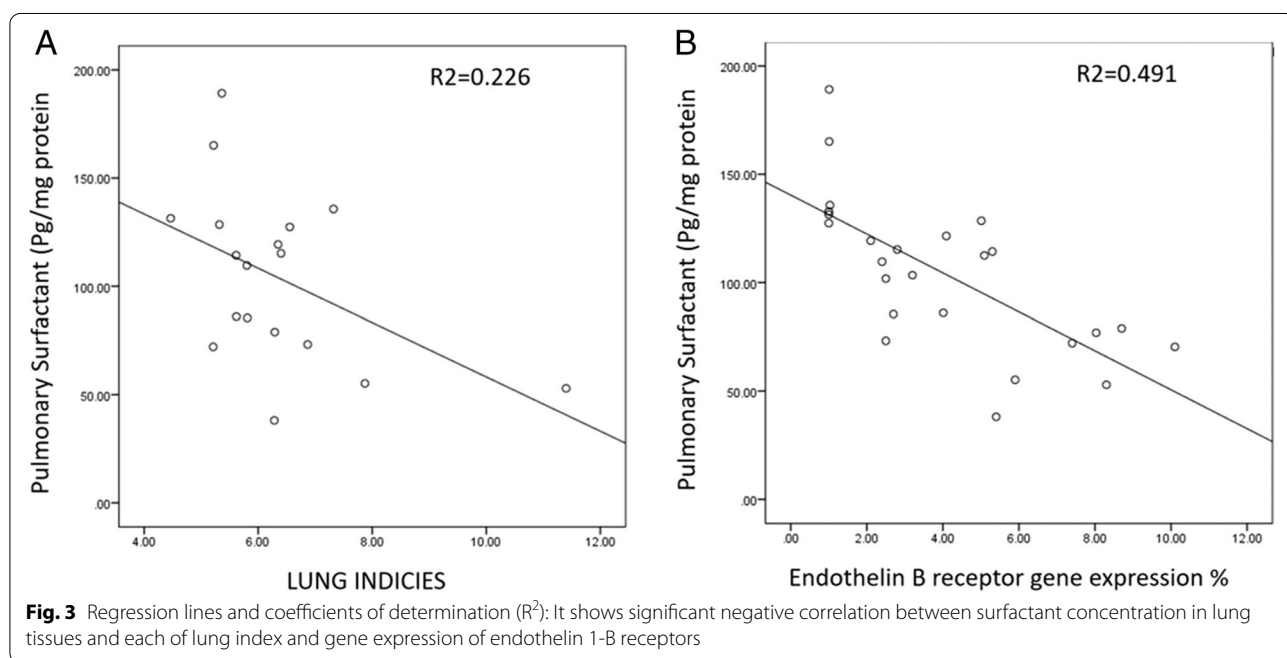 A
R2=0.226
Pulmonary Surfactant (Pg/mg protein
200.00
150.00
100.00
50.00
.00
4.00 6.00 8.00 10.00 12.00
LUNG INDICIES
B
R2=0.491
Pulmonary Surfactant (Pg/mg protein
200.00
150.00
100.00
50.00
.00
.00 2.00 4.00 6.00 8.00 10.00 12.00
Endothelin B receptor gene expression %
Fig. 3 Regression lines and coefficients of determination (R²): It shows significant negative correlation between surfactant concentration in lung
tissues and each of lung index and gene expression of endothelin 1-B receptors